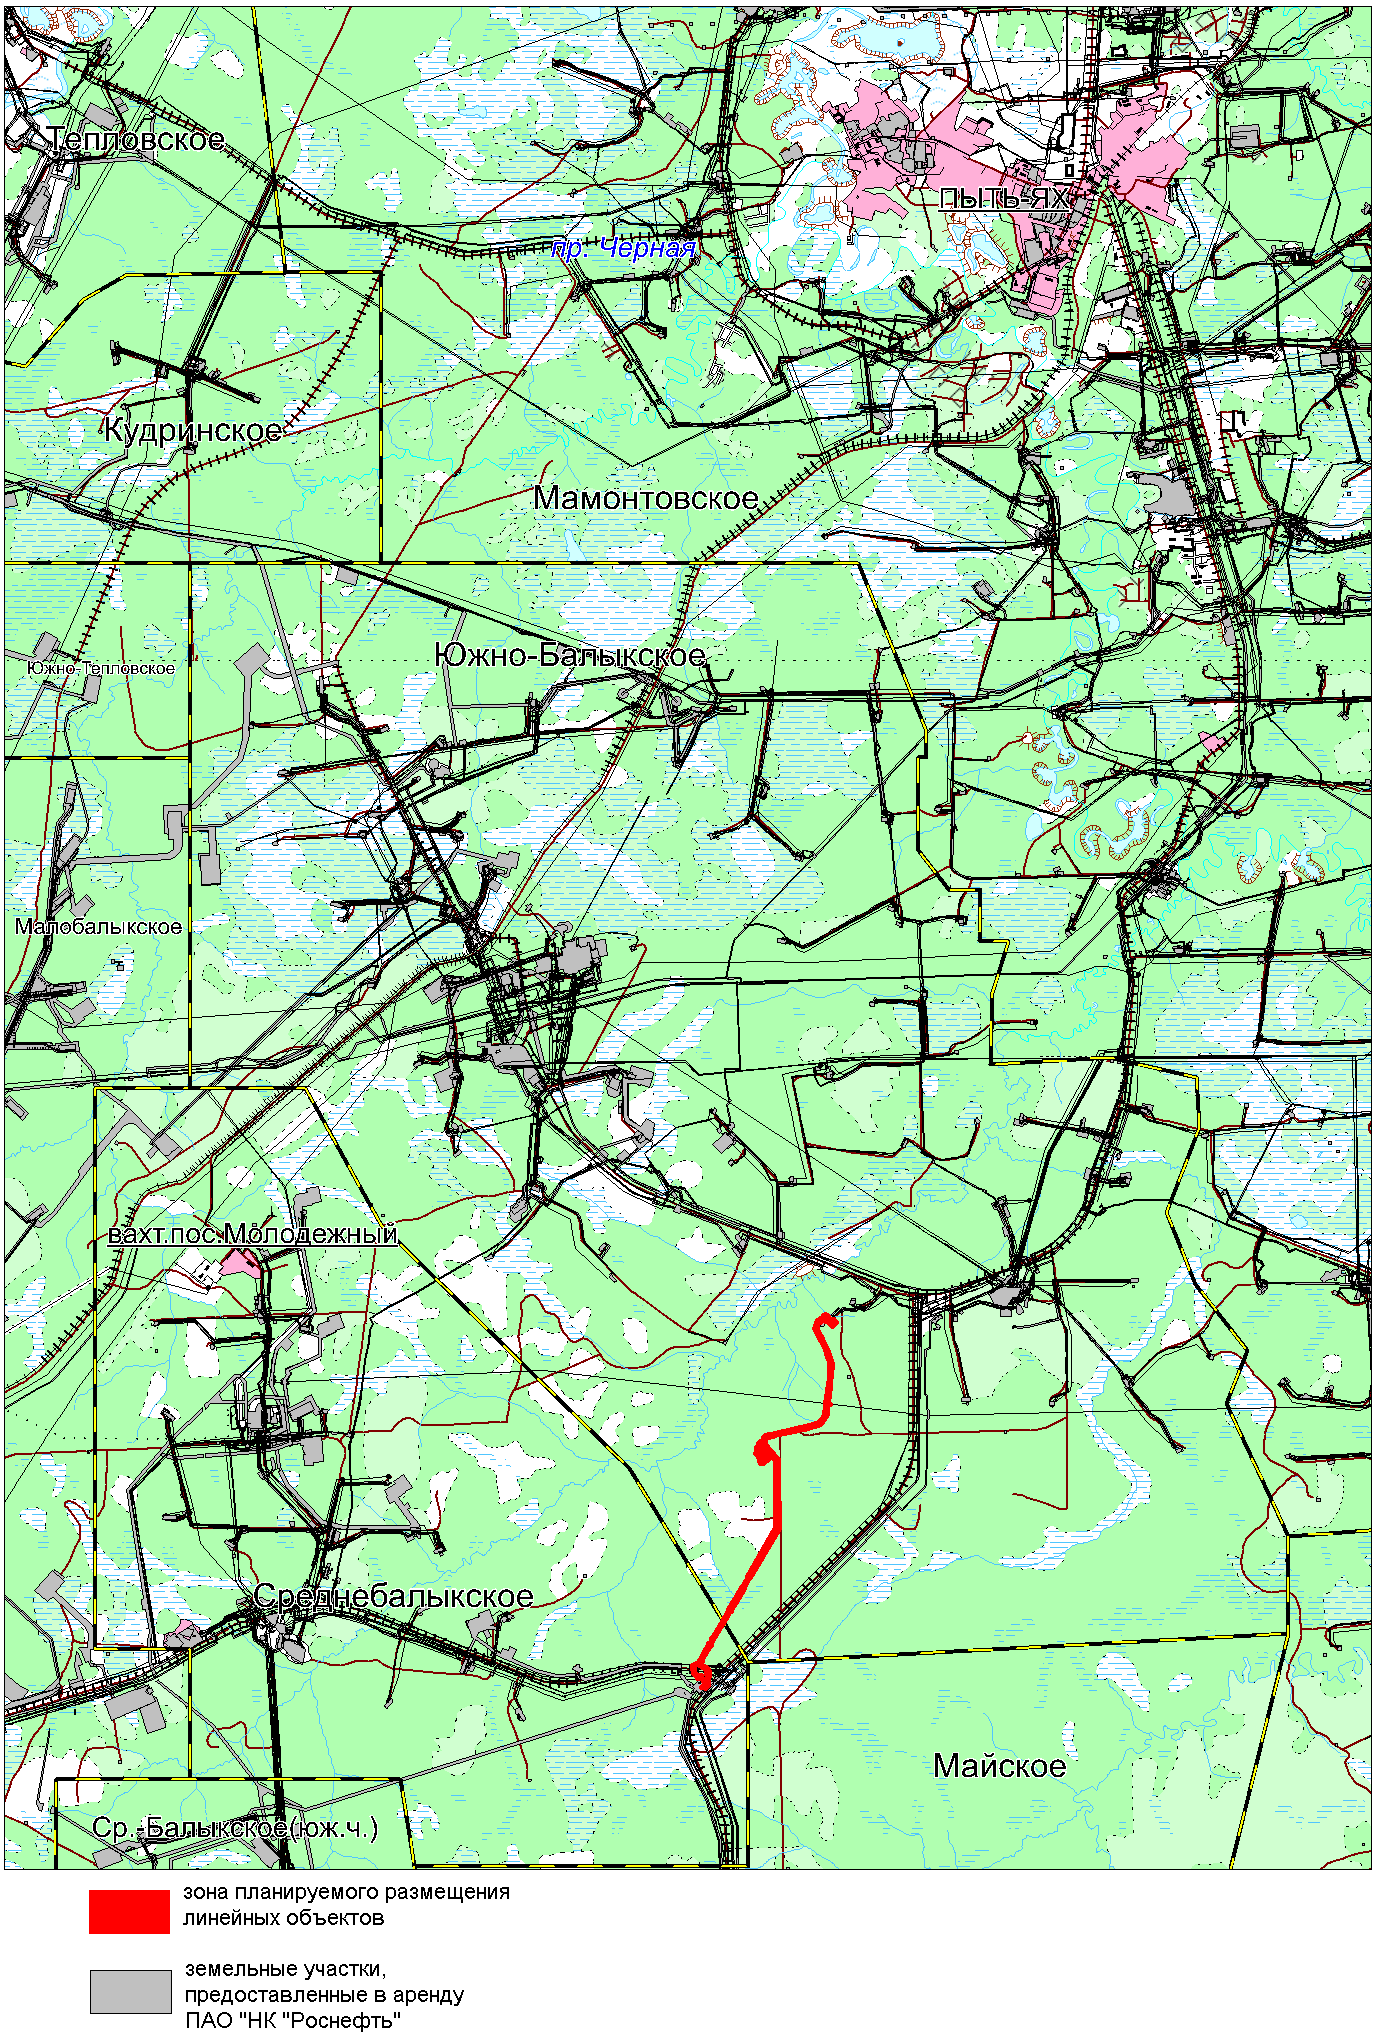 Тепловское
ПЫТЬ-ЯХ
пр. Черная
Кудринское
Мамонтовское
Южно-Балыкское
Южно-Тепловское
Малобалыкское
вахт.пос.Молодежный
Среднебалыкское
Майское
Ср.-Балыкское(юж.ч.)
зона планируемого размещения
линейных объектов
земельные участки,
предоставленные в аренду
ПАО "НК "Роснефть"